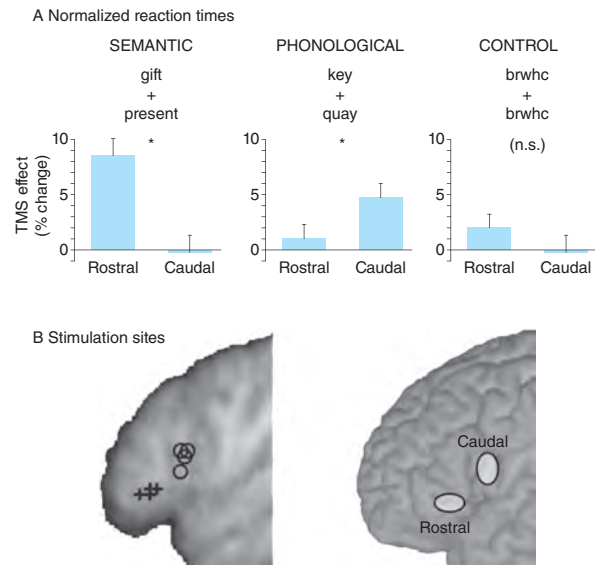 A Normalized reaction times
SEMANTIC PHONOLOGICAL CONTROL
gift key brwhc
+ + +
present quay brwhc
10 * 10 * 10 (n.s.)
TMS effect
(% change)
5 5 5
0 0 0
Rostral Caudal Rostral Caudal Rostral Caudal
B Stimulation sites
Caudal
Rostral